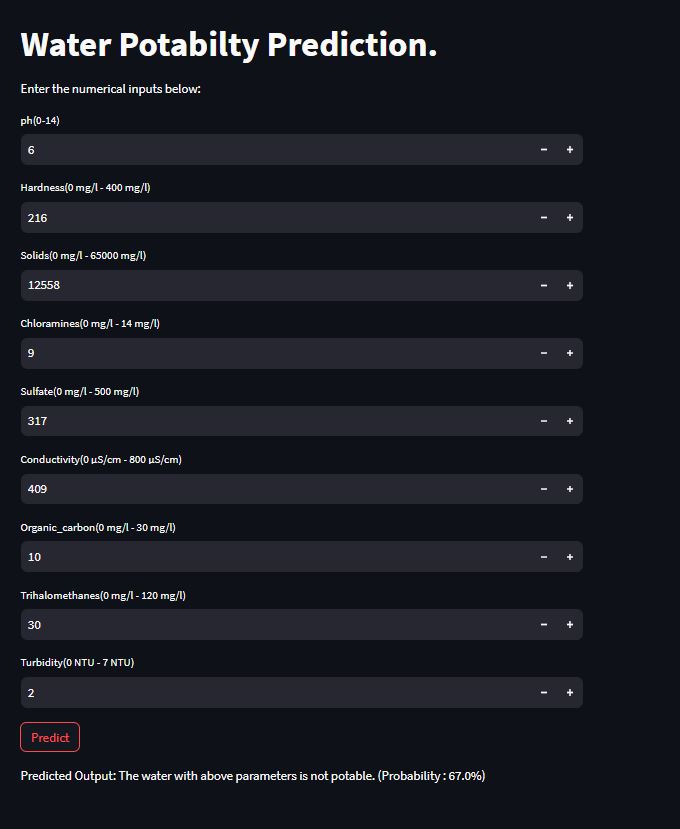 Water Potabilty Prediction.
Enter the numerical inputs below:
ph(0-14)
6 − +
Hardness(0 mg/l - 400 mg/l)
216 − +
Solids(0 mg/l - 65000 mg/l)
12558 − +
Chloramines(0 mg/l - 14 mg/l)
9 − +
Sulfate(0 mg/l - 500 mg/l)
317 − +
Conductivity(0 μS/cm - 800 μS/cm)
409 − +
Organic_carbon(0 mg/l - 30 mg/l)
10 − +
Trihalomethanes(0 mg/l - 120 mg/l)
30 − +
Turbidity(0 NTU - 7 NTU)
2 − +
Predict
Predicted Output: The water with above parameters is not potable. (Probability : 67.0%)